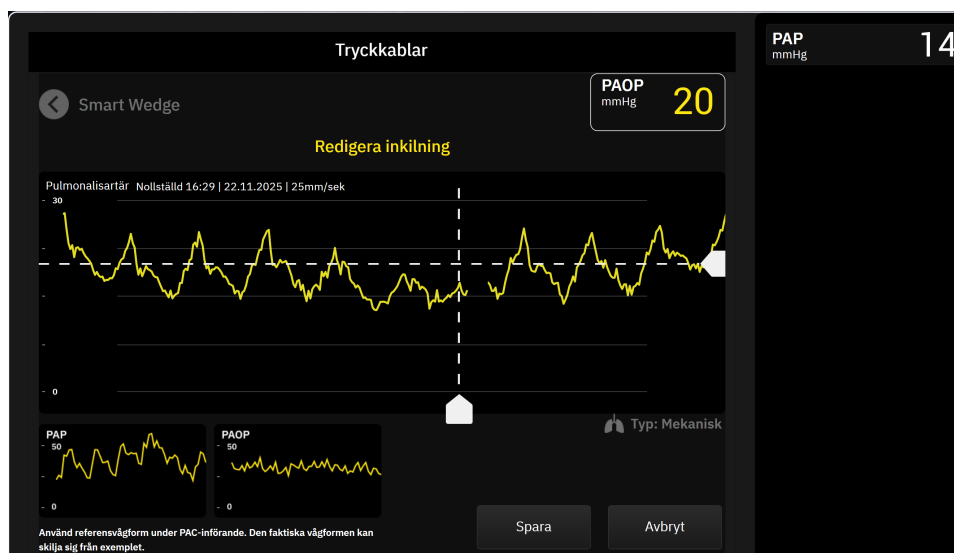 Tryckkablar
PAP
mmHg
14
Smart Wedge
PAOP
mmHg
20
Redigera inkilning
Pulmonalisartär Nollställd 16:29 | 22.11.2025 | 25mm/sek
30
0
Typ: Mekanisk
PAP
50
0
PAOP
50
0
Använd referensvågform under PAC-införande. Den faktiska vågformen kan
skilja sig från exemplet.
Spara
Avbryt